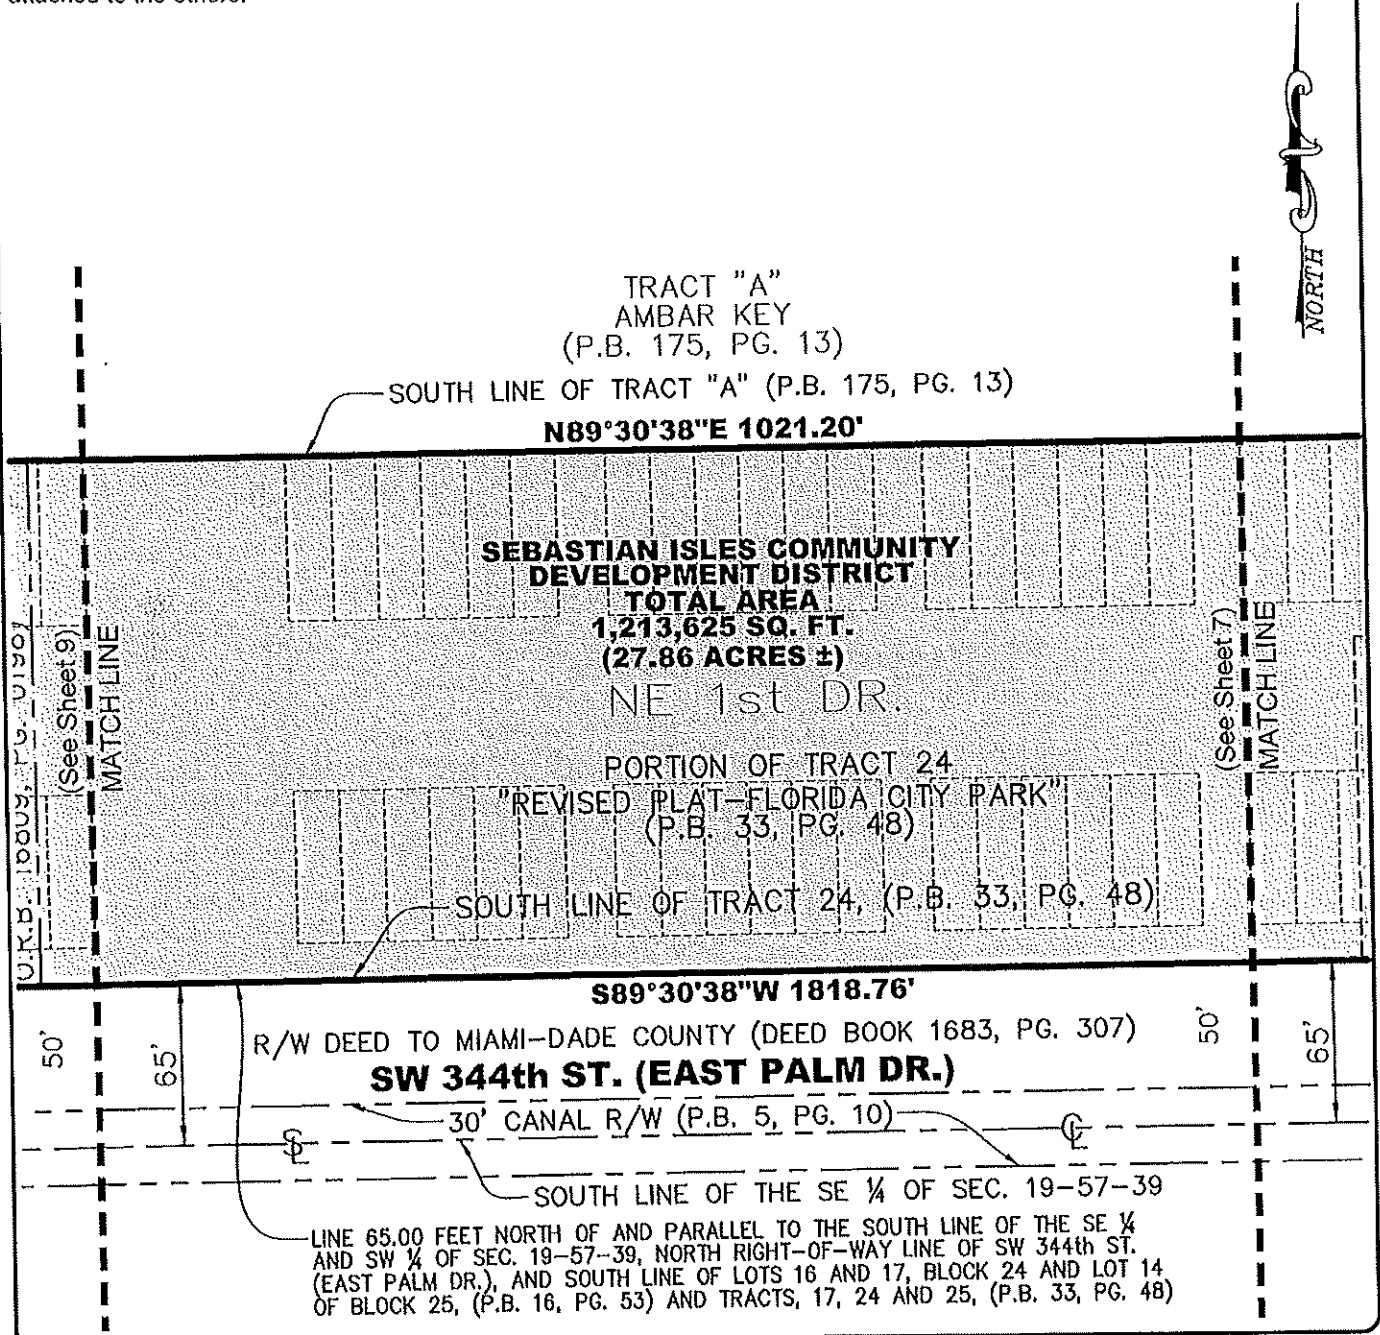 attached to the others.
NORTH
TRACT "A"
AMBAR KEY
(P.B. 175, PG. 13)
SOUTH LINE OF TRACT "A" (P.B. 175, PG. 13)
N89°30'38"E 1021.20'
SEBASTIAN ISLES COMMUNITY
DEVELOPMENT DISTRICT
TOTAL AREA
1,213,625 SQ. FT.
(27.86 ACRES ±)
(See Sheet 9)
MATCH LINE
(See Sheet 7)
MATCH LINE
NE 1st DR.
PORTION OF TRACT 24
"REVISED PLAT-FLORIDA CITY PARK"
(P.B. 33, PG. 48)
SOUTH LINE OF TRACT 24, (P.B. 33, PG. 48)
S89°30'38"W 1818.76'
50'
65'
R/W DEED TO MIAMI-DADE COUNTY (DEED BOOK 1683, PG. 307)
50'
65'
SW 344th ST. (EAST PALM DR.)
30' CANAL R/W (P.B. 5, PG. 10)
SOUTH LINE OF THE SE ¼ OF SEC. 19-57-39
LINE 65.00 FEET NORTH OF AND PARALLEL TO THE SOUTH LINE OF THE SE ¼
AND SW ¼ OF SEC. 19-57-39, NORTH RIGHT-OF-WAY LINE OF SW 344th ST.
(EAST PALM DR.), AND SOUTH LINE OF LOTS 16 AND 17, BLOCK 24 AND LOT 14
OF BLOCK 25, (P.B. 16, PG. 53) AND TRACTS, 17, 24 AND 25, (P.B. 33, PG. 48)